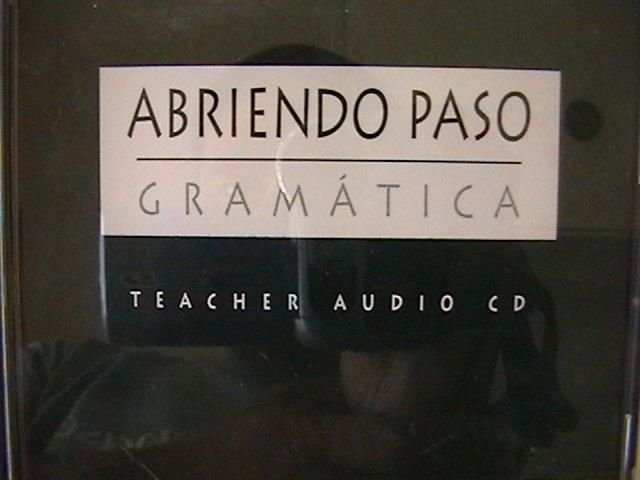 ABRIENDO PASO
GRAMÁTICA
TEACHER AUDIO CD